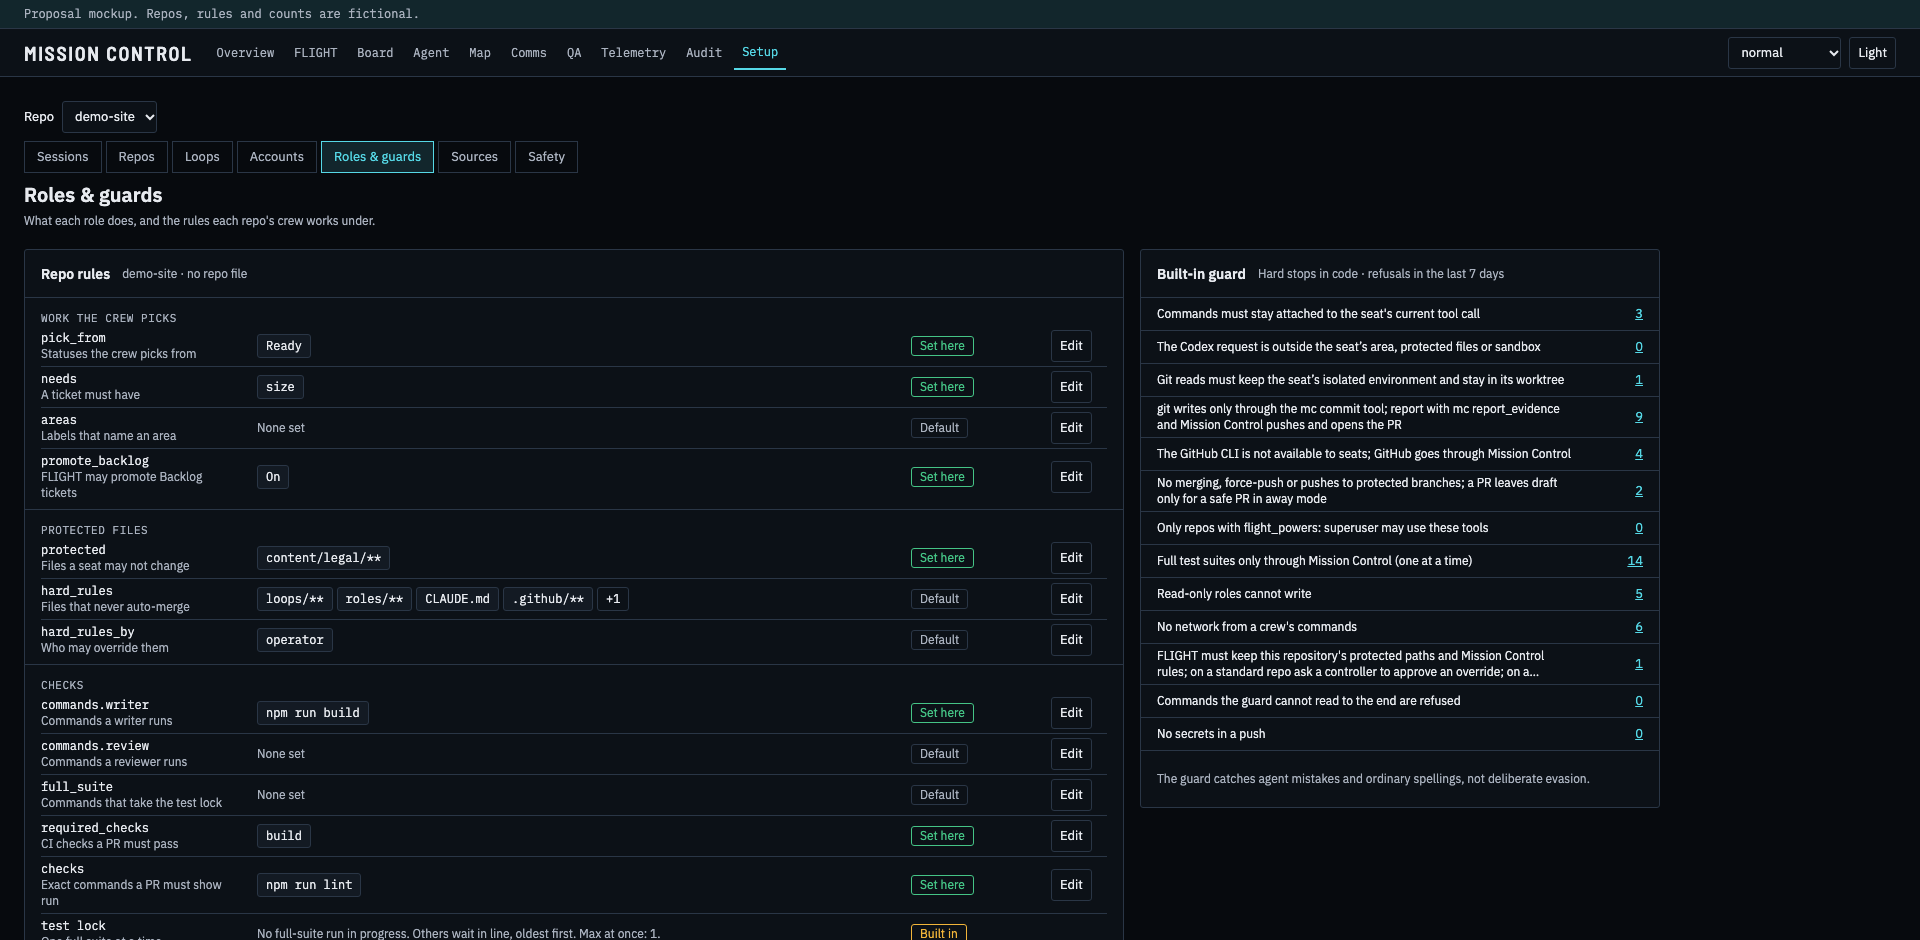 Proposal mockup. Repos, rules and counts are fictional.
MISSION CONTROL Overview FLIGHT Board Agent Map Comms QA Telemetry Audit Setup normal Light
Repo demo-site
Sessions Repos Loops Accounts Roles & guards Sources Safety
Roles & guards
What each role does, and the rules each repo's crew works under.
Repo rules demo-site · no repo file
WORK THE CREW PICKS
pick_from
Statuses the crew picks from
Ready Set here Edit
needs
A ticket must have
size Set here Edit
areas
Labels that name an area
None set Default Edit
promote_backlog
FLIGHT may promote Backlog
tickets
On Set here Edit
PROTECTED FILES
protected
Files a seat may not change
content/legal/** Set here Edit
hard_rules
Files that never auto-merge
loops/** roles/** CLAUDE.md .github/** +1 Default Edit
hard_rules_by
Who may override them
operator Default Edit
CHECKS
commands.writer
Commands a writer runs
npm run build Set here Edit
commands.review
Commands a reviewer runs
None set Default Edit
full_suite
Commands that take the test lock
None set Default Edit
required_checks
CI checks a PR must pass
build Set here Edit
checks
Exact commands a PR must show
run
npm run lint Set here Edit
test lock
One full suite at a time
No full-suite run in progress. Others wait in line, oldest first. Max at once: 1. Built in
Built-in guard Hard stops in code · refusals in the last 7 days
Commands must stay attached to the seat's current tool call 3
The Codex request is outside the seat’s area, protected files or sandbox 0
Git reads must keep the seat’s isolated environment and stay in its worktree 1
git writes only through the mc commit tool; report with mc report_evidence
and Mission Control pushes and opens the PR 9
The GitHub CLI is not available to seats; GitHub goes through Mission Control 4
No merging, force-push or pushes to protected branches; a PR leaves draft
only for a safe PR in away mode 2
Only repos with flight_powers: superuser may use these tools 0
Full test suites only through Mission Control (one at a time) 14
Read-only roles cannot write 5
No network from a crew's commands 6
FLIGHT must keep this repository's protected paths and Mission Control
rules; on a standard repo ask a controller to approve an override; on a... 1
Commands the guard cannot read to the end are refused 0
No secrets in a push 0
The guard catches agent mistakes and ordinary spellings, not deliberate evasion.